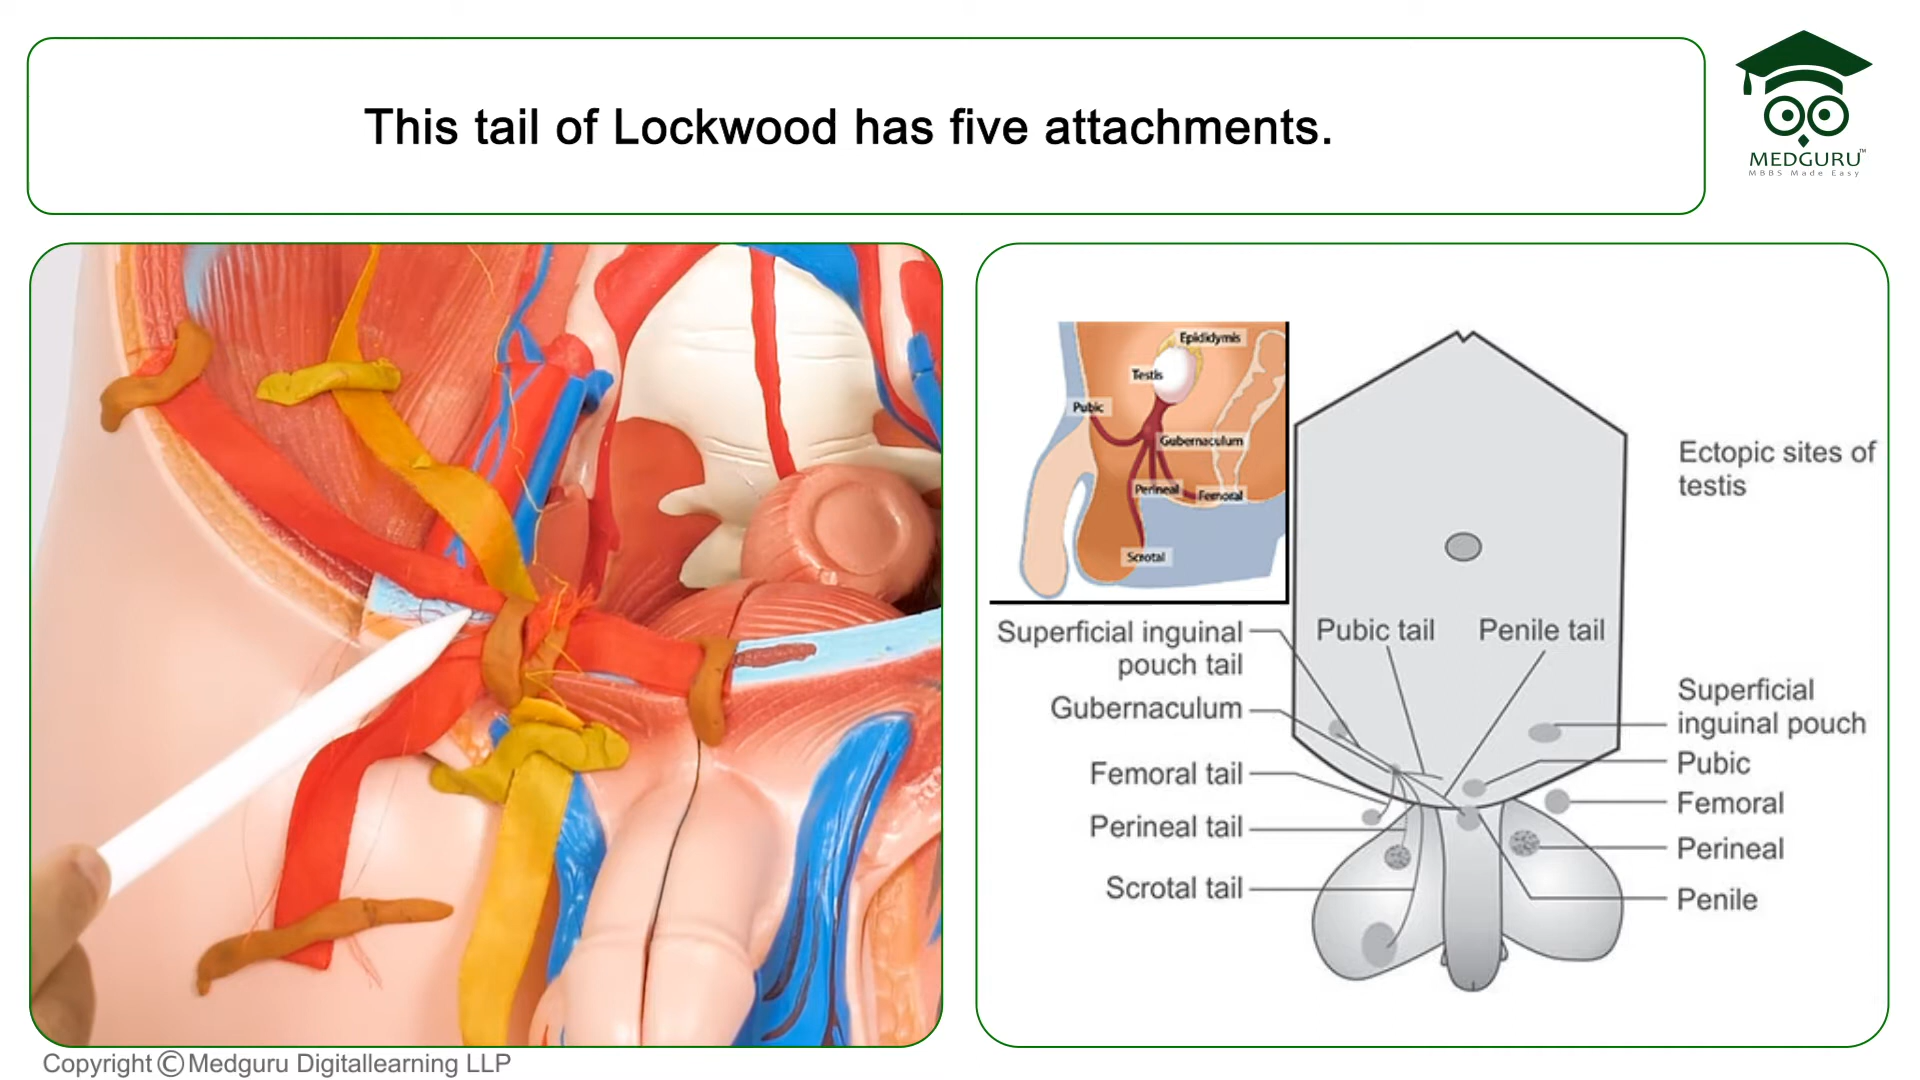 This tail of Lockwood has five attachments.
MEDGURU™
MBBS Made Easy
Epididymis
Testis
Pubic
Gubernaculum
Perineal
Femoral
Scrotal
Ectopic sites of
testis
Superficial inguinal
pouch tail
Pubic tail
Penile tail
Gubernaculum
Superficial
inguinal pouch
Femoral tail
Pubic
Femoral
Perineal tail
Perineal
Scrotal tail
Penile
Copyright © Medguru Digitallearning LLP